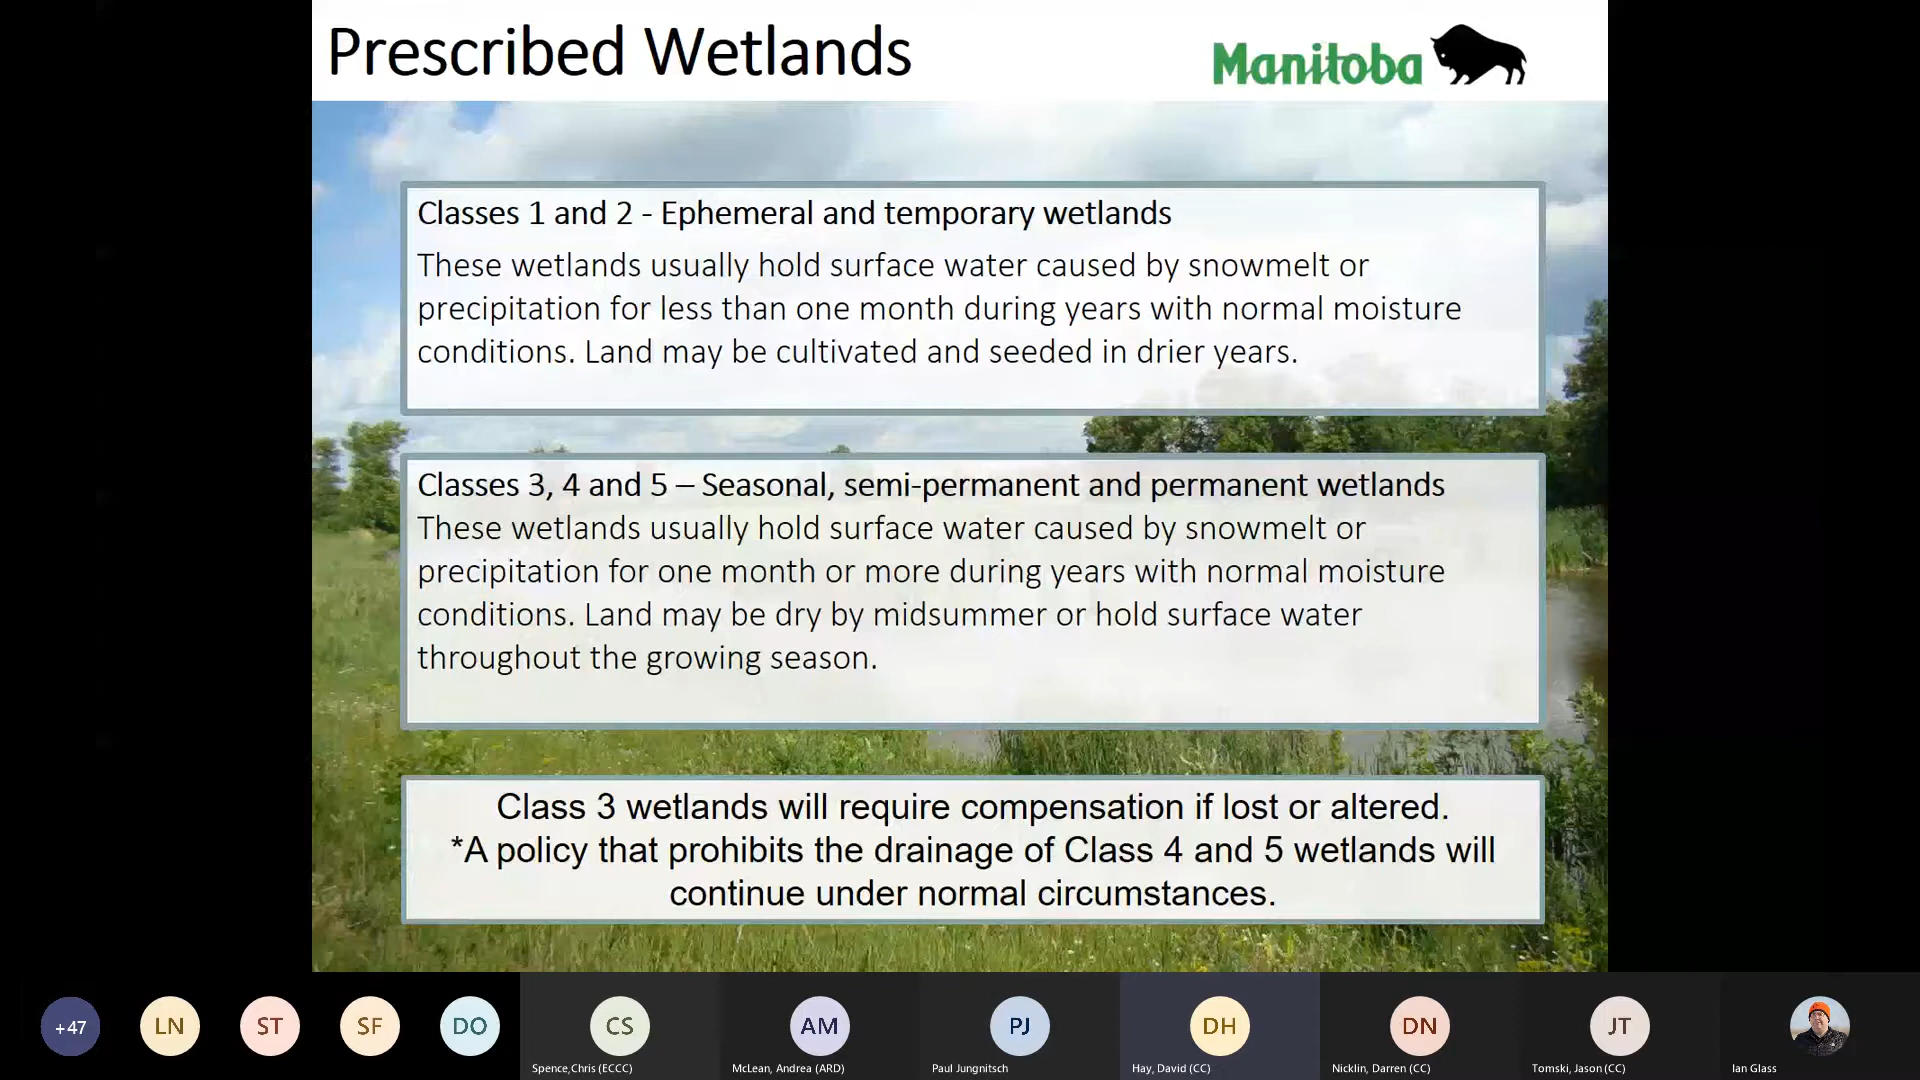 Prescribed Wetlands
Manitoba
Classes 1 and 2 - Ephemeral and temporary wetlands
These wetlands usually hold surface water caused by snowmelt or
precipitation for less than one month during years with normal moisture
conditions. Land may be cultivated and seeded in drier years.
Classes 3, 4 and 5 – Seasonal, semi-permanent and permanent wetlands
These wetlands usually hold surface water caused by snowmelt or
precipitation for one month or more during years with normal moisture
conditions. Land may be dry by midsummer or hold surface water
throughout the growing season.
Class 3 wetlands will require compensation if lost or altered.
*A policy that prohibits the drainage of Class 4 and 5 wetlands will
continue under normal circumstances.
+47 LN ST SF DO CS AM PJ DH DN JT
Spence,Chris (ECCC) McLean, Andrea (ARD) Paul Jungnitsch Hay, David (CC) Nicklin, Darren (CC) Tomski, Jason (CC) Ian Glass